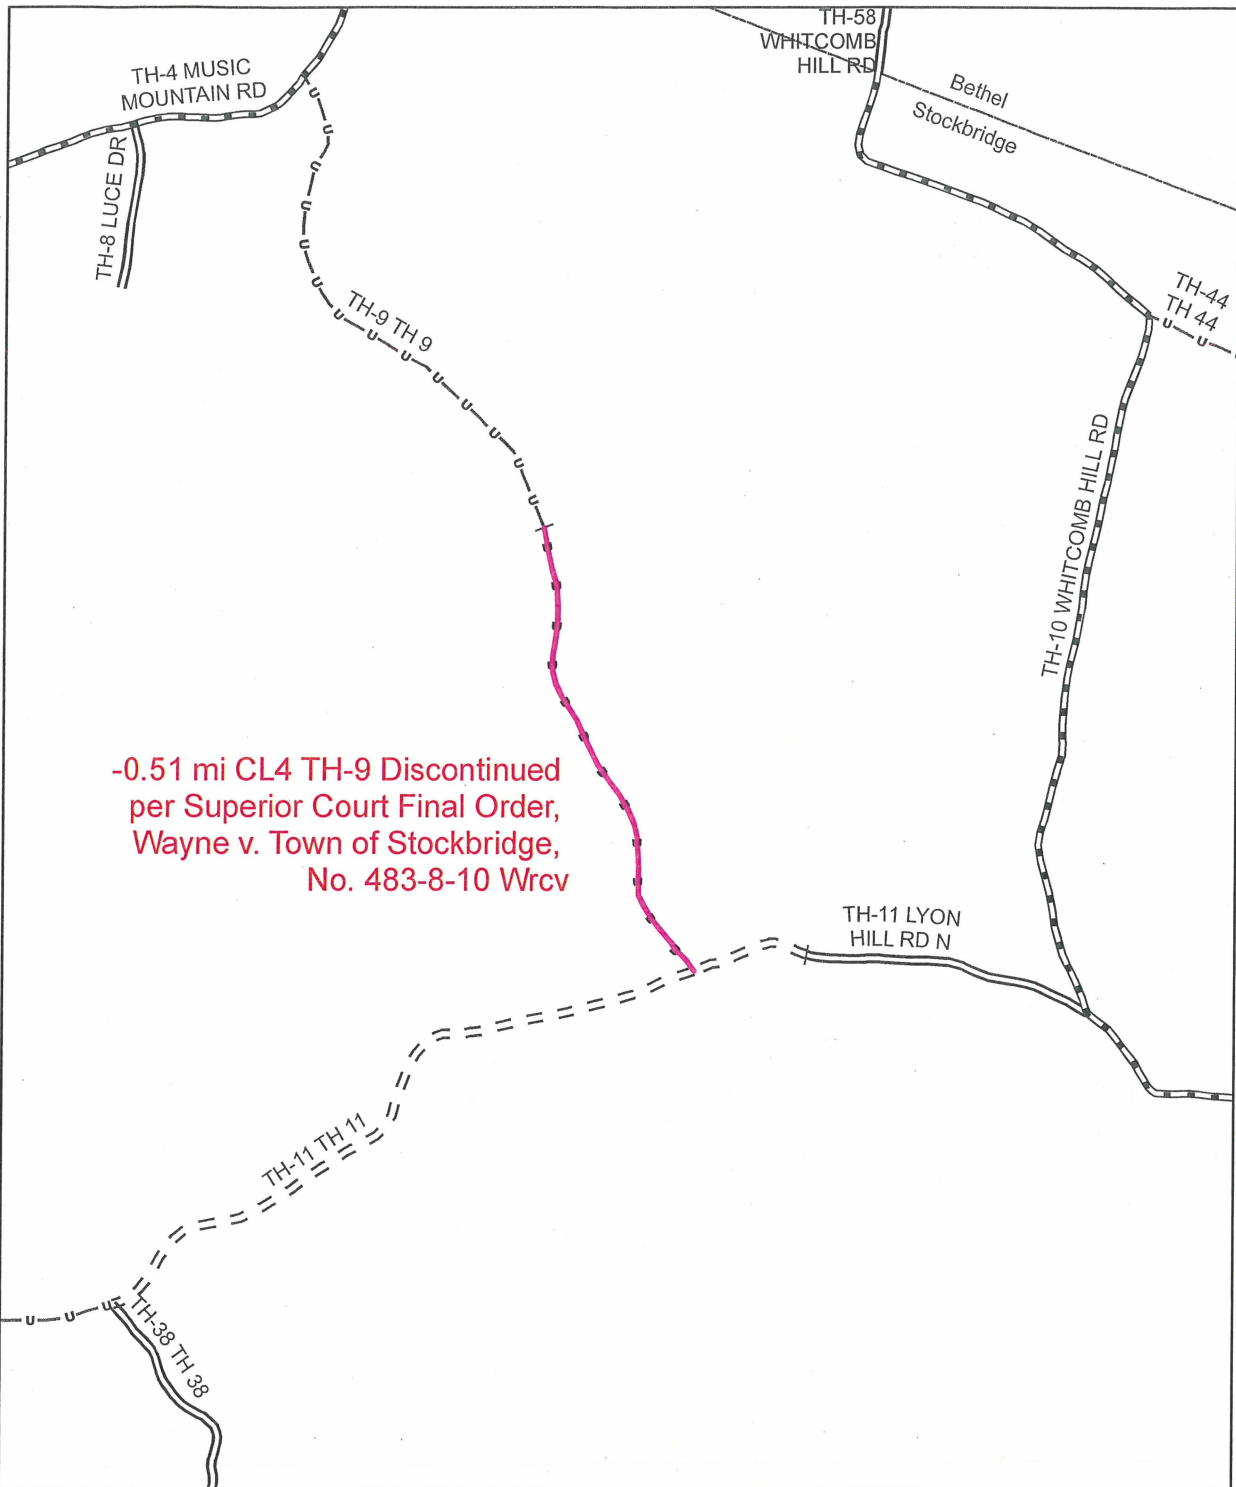 TH-58
WHITCOMB
HILL RD
TH-4 MUSIC
MOUNTAIN RD
Bethel
Stockbridge
TH-8 LUCE DR
TH-44
TH 44
TH-9 TH 9
TH-10 WHITCOMB HILL RD
-0.51 mi CL4 TH-9 Discontinued
per Superior Court Final Order,
Wayne v. Town of Stockbridge,
No. 483-8-10 Wrcv
TH-11 LYON
HILL RD N
TH-11 TH 11
TH-38 TH 38